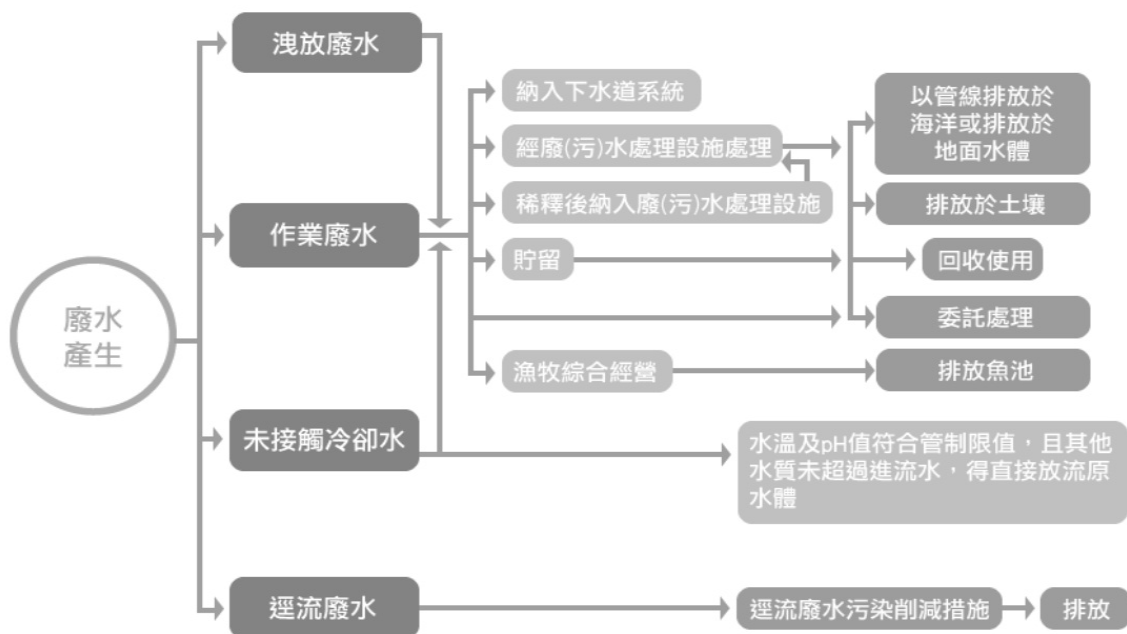 廢水
產生
洩放廢水
作業廢水
未接觸冷卻水
逕流廢水
納入下水道系統
經廢(污)水處理設施處理
稀釋後納入廢(污)水處理設施
貯留
漁牧綜合經營
以管線排放於
海洋或排放於
地面水體
排放於土壤
回收使用
委託處理
排放魚池
水溫及pH值符合管制限值，且其他
水質未超過進流水，得直接放流原
水體
逕流廢水污染削減措施
排放